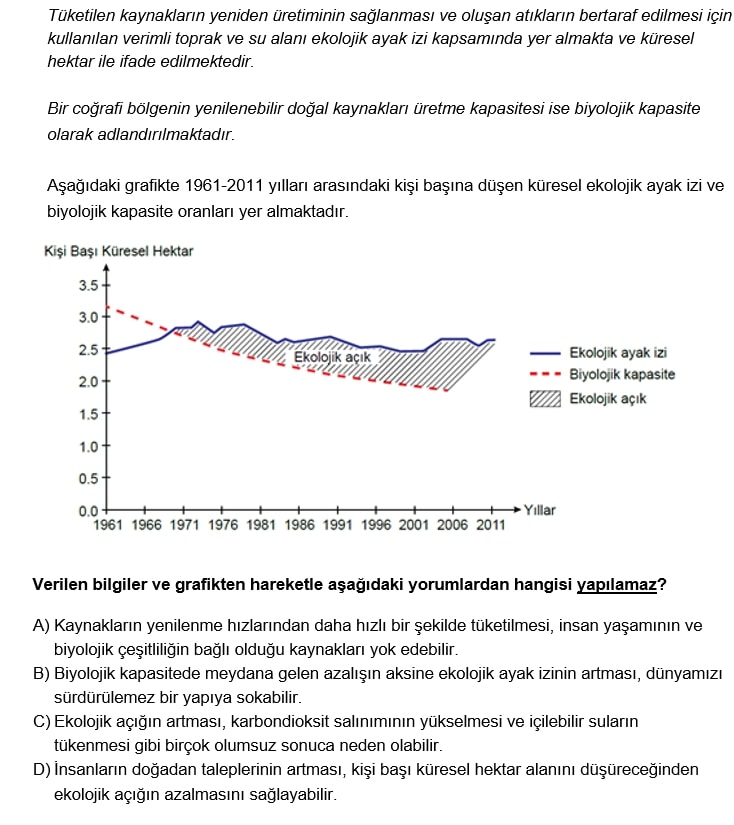 Tüketilen kaynakların yeniden üretiminin sağlanması ve oluşan atıkların bertaraf edilmesi için
kullanılan verimli toprak ve su alanı ekolojik ayak izi kapsamında yer almakta ve küresel
hektar ile ifade edilmektedir.
Bir coğrafi bölgenin yenilenebilir doğal kaynakları üretme kapasitesi ise biyolojik kapasite
olarak adlandırılmaktadır.
Aşağıdaki grafikte 1961-2011 yılları arasındaki kişi başına düşen küresel ekolojik ayak izi ve
biyolojik kapasite oranları yer almaktadır.
Kişi Başı Küresel Hektar
3.5
3.0
2.5
2.0
1.5
1.0
0.5
0.0
Ekolojik açık
Ekolojik ayak izi
Biyolojik kapasite
Ekolojik açık
Yıllar
1961 1966 1971 1976 1981 1986 1991 1996 2001 2006 2011
Verilen bilgiler ve grafikten hareketle aşağıdaki yorumlardan hangisi yapılamaz?
A) Kaynakların yenilenme hızlarından daha hızlı bir şekilde tüketilmesi, insan yaşamının ve
biyolojik çeşitliliğin bağlı olduğu kaynakları yok edebilir.
B) Biyolojik kapasitede meydana gelen azalışın aksine ekolojik ayak izinin artması, dünyamızı
sürdürülemez bir yapıya sokabilir.
C) Ekolojik açığın artması, karbondioksit salınımının yükselmesi ve içilebilir suların
tükenmesi gibi birçok olumsuz sonuca neden olabilir.
D) İnsanların doğadan taleplerinin artması, kişi başı küresel hektar alanını düşüreceğinden
ekolojik açığın azalmasını sağlayabilir.